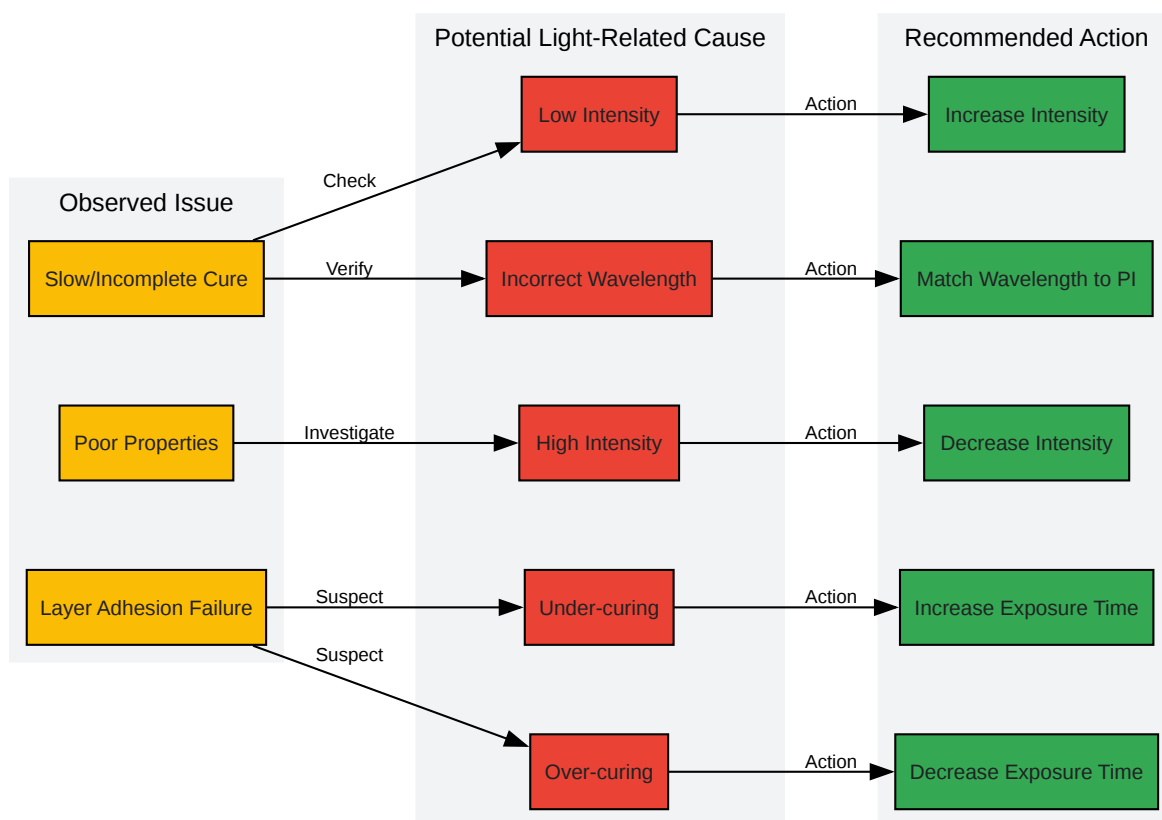 Potential Light-Related Cause
Recommended Action
Low Intensity
Action
Increase Intensity
Check
Observed Issue
Slow/Incomplete Cure
Verify
Incorrect Wavelength
Action
Match Wavelength to PI
Poor Properties
Investigate
High Intensity
Action
Decrease Intensity
Layer Adhesion Failure
Suspect
Under-curing
Action
Increase Exposure Time
Suspect
Over-curing
Action
Decrease Exposure Time